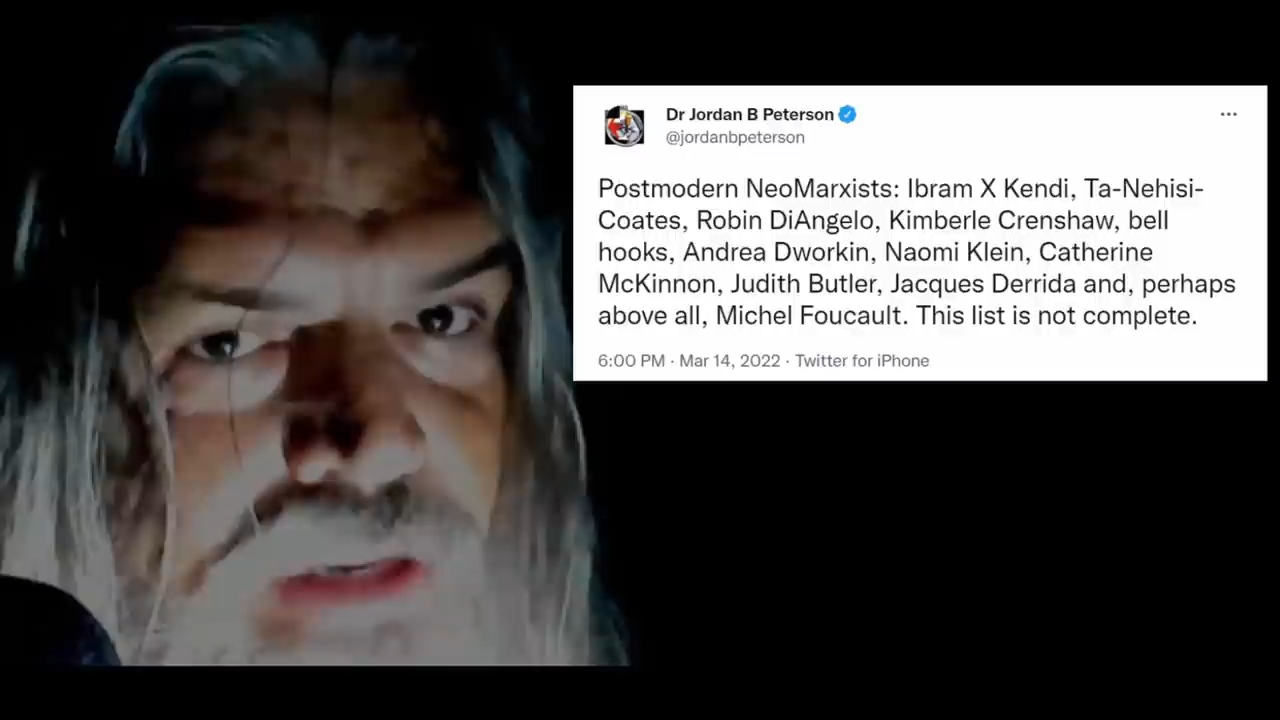 Dr Jordan B Peterson
@jordanbpeterson
Postmodern NeoMarxists: Ibram X Kendi, Ta-Nehisi-
Coates, Robin DiAngelo, Kimberle Crenshaw, bell
hooks, Andrea Dworkin, Naomi Klein, Catherine
McKinnon, Judith Butler, Jacques Derrida and, perhaps
above all, Michel Foucault. This list is not complete.
6:00 PM · Mar 14, 2022 · Twitter for iPhone